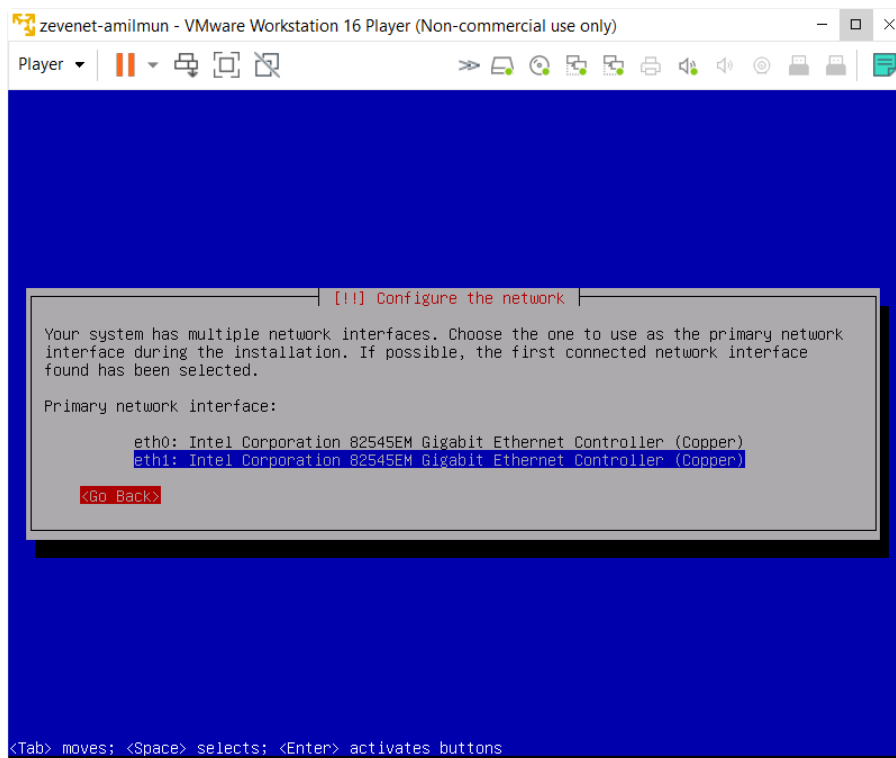 zevenet-amilmun - VMware Workstation 16 Player (Non-commercial use only)
Player
[!!] Configure the network
Your system has multiple network interfaces. Choose the one to use as the primary network
interface during the installation. If possible, the first connected network interface
found has been selected.
Primary network interface:
eth0: Intel Corporation 82545EM Gigabit Ethernet Controller (Copper)
eth1: Intel Corporation 82545EM Gigabit Ethernet Controller (Copper)
<Go Back>
<Tab> moves; <Space> selects; <Enter> activates buttons